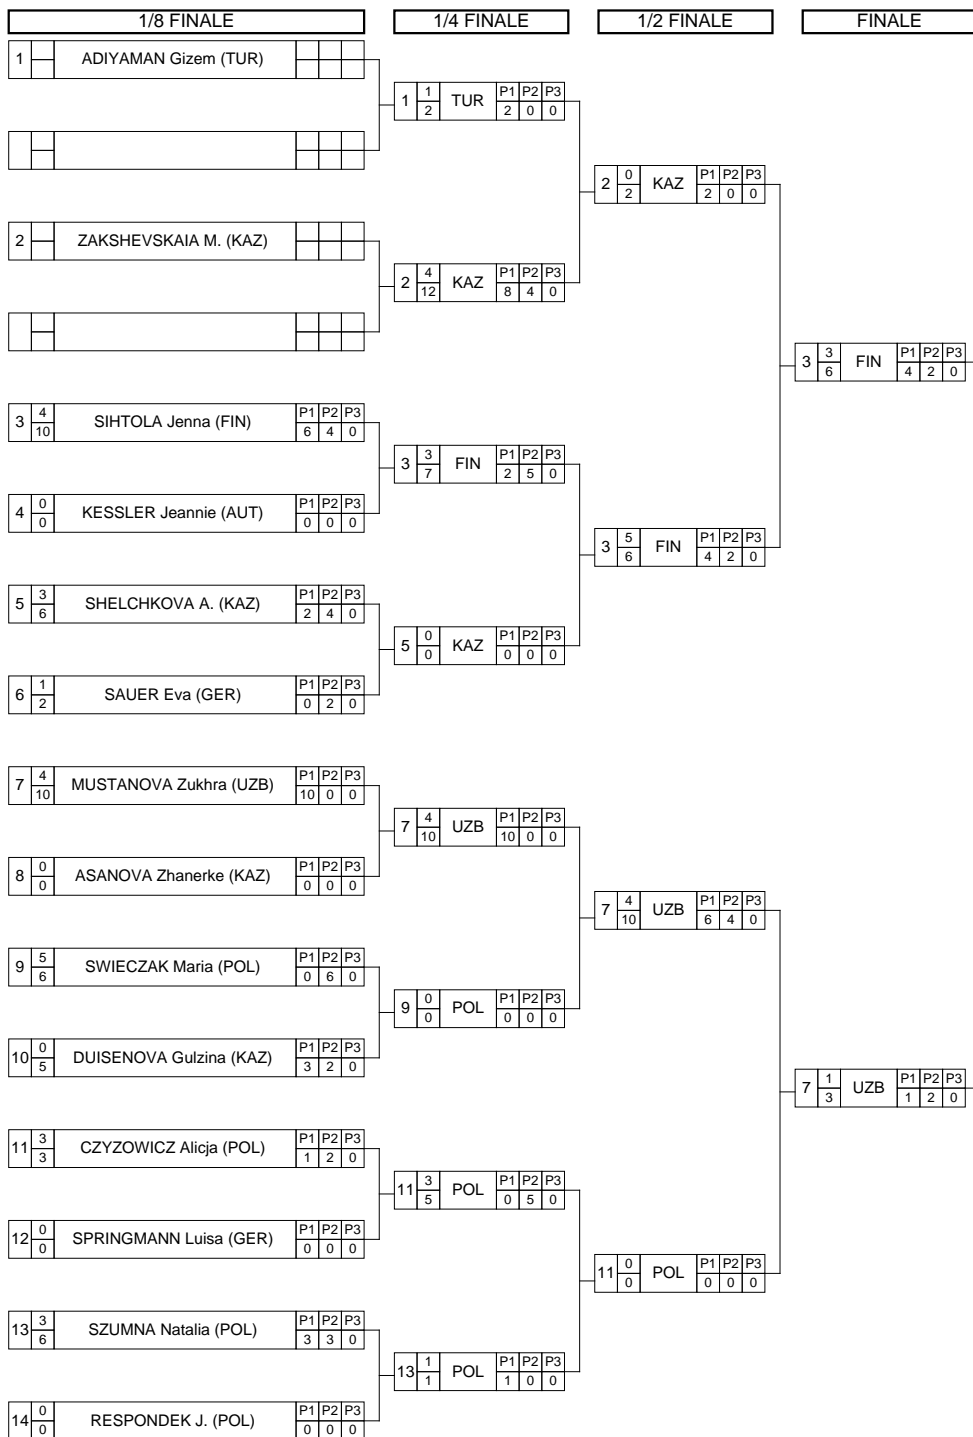 1/8 FINALE
1/4 FINALE
1/2 FINALE
FINALE
1 ADIYAMAN Gizem (TUR)
1 1 2 TUR P1 P2 P3 2 0 0
2 0 2 KAZ P1 P2 P3 2 0 0
2 ZAKSHEVSKAIA M. (KAZ)
2 4 12 KAZ P1 P2 P3 8 4 0
3 3 6 FIN P1 P2 P3 4 2 0
3 4 10 SIHTOLA Jenna (FIN) P1 P2 P3 6 4 0
3 3 7 FIN P1 P2 P3 2 5 0
4 0 0 KESSLER Jeannie (AUT) P1 P2 P3 0 0 0
3 5 6 FIN P1 P2 P3 4 2 0
5 3 6 SHELCHKOVA A. (KAZ) P1 P2 P3 2 4 0
5 0 0 KAZ P1 P2 P3 0 0 0
6 1 2 SAUER Eva (GER) P1 P2 P3 0 2 0
7 4 10 MUSTANOVA Zukhra (UZB) P1 P2 P3 10 0 0
7 4 10 UZB P1 P2 P3 10 0 0
8 0 0 ASANOVA Zhanerke (KAZ) P1 P2 P3 0 0 0
7 4 10 UZB P1 P2 P3 6 4 0
9 5 6 SWIECZAK Maria (POL) P1 P2 P3 0 6 0
9 0 0 POL P1 P2 P3 0 0 0
10 0 5 DUISENOVA Gulzina (KAZ) P1 P2 P3 3 2 0
7 1 3 UZB P1 P2 P3 1 2 0
11 3 3 CZYZOWICZ Alicja (POL) P1 P2 P3 1 2 0
11 3 5 POL P1 P2 P3 0 5 0
12 0 0 SPRINGMANN Luisa (GER) P1 P2 P3 0 0 0
11 0 0 POL P1 P2 P3 0 0 0
13 3 6 SZUMNA Natalia (POL) P1 P2 P3 3 3 0
13 1 1 POL P1 P2 P3 1 0 0
14 0 0 RESPONDEK J. (POL) P1 P2 P3 0 0 0